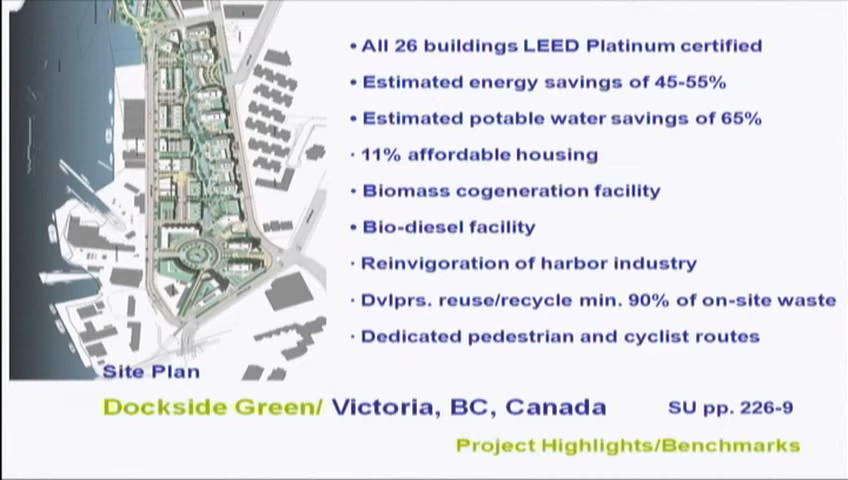 • All 26 buildings LEED Platinum certified
• Estimated energy savings of 45-55%
• Estimated potable water savings of 65%
· 11% affordable housing
• Biomass cogeneration facility
• Bio-diesel facility
· Reinvigoration of harbor industry
· Dvlprs. reuse/recycle min. 90% of on-site waste
· Dedicated pedestrian and cyclist routes
Site Plan
Dockside Green/ Victoria, BC, Canada SU pp. 226-9
Project Highlights/Benchmarks